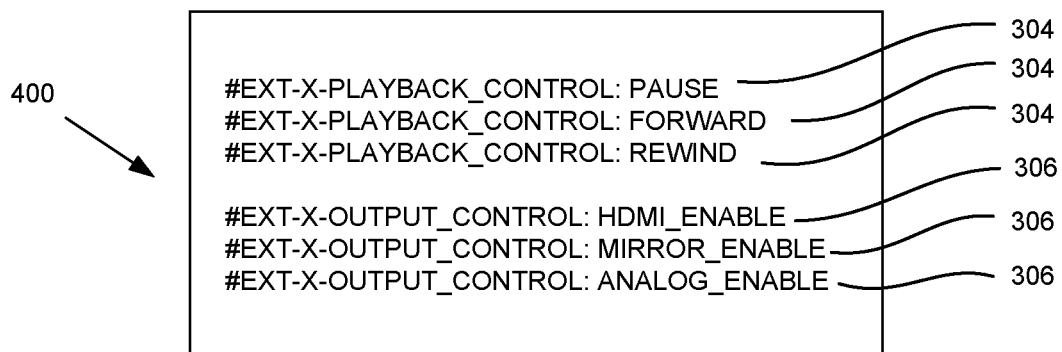 400
#EXT-X-PLAYBACK_CONTROL: PAUSE 304
#EXT-X-PLAYBACK_CONTROL: FORWARD 304
#EXT-X-PLAYBACK_CONTROL: REWIND 304
#EXT-X-OUTPUT_CONTROL: HDMI_ENABLE 306
#EXT-X-OUTPUT_CONTROL: MIRROR_ENABLE 306
#EXT-X-OUTPUT_CONTROL: ANALOG_ENABLE 306